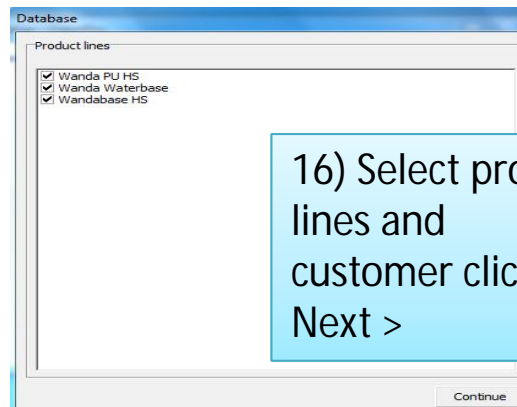 Database
Product lines
Wanda PU HS
Wanda Waterbase
Wandabase HS
16) Select pro
lines and
customer clic
Next >
Continue